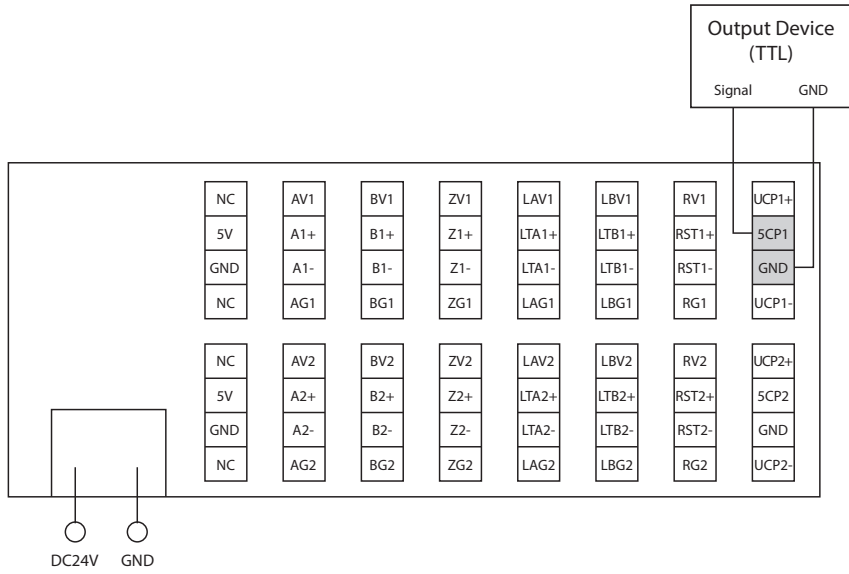 Output Device
(TTL)
Signal GND
NC AV1 BV1 ZV1 LAV1 LBV1 RV1 UCP1+
5V A1+ B1+ Z1+ LTA1+ LTB1+ RST1+ 5CP1
GND A1- B1- Z1- LTA1- LTB1- RST1- GND
NC AG1 BG1 ZG1 LAG1 LBG1 RG1 UCP1-
NC AV2 BV2 ZV2 LAV2 LBV2 RV2 UCP2+
5V A2+ B2+ Z2+ LTA2+ LTB2+ RST2+ 5CP2
GND A2- B2- Z2- LTA2- LTB2- RST2- GND
NC AG2 BG2 ZG2 LAG2 LBG2 RG2 UCP2-
DC24V GND